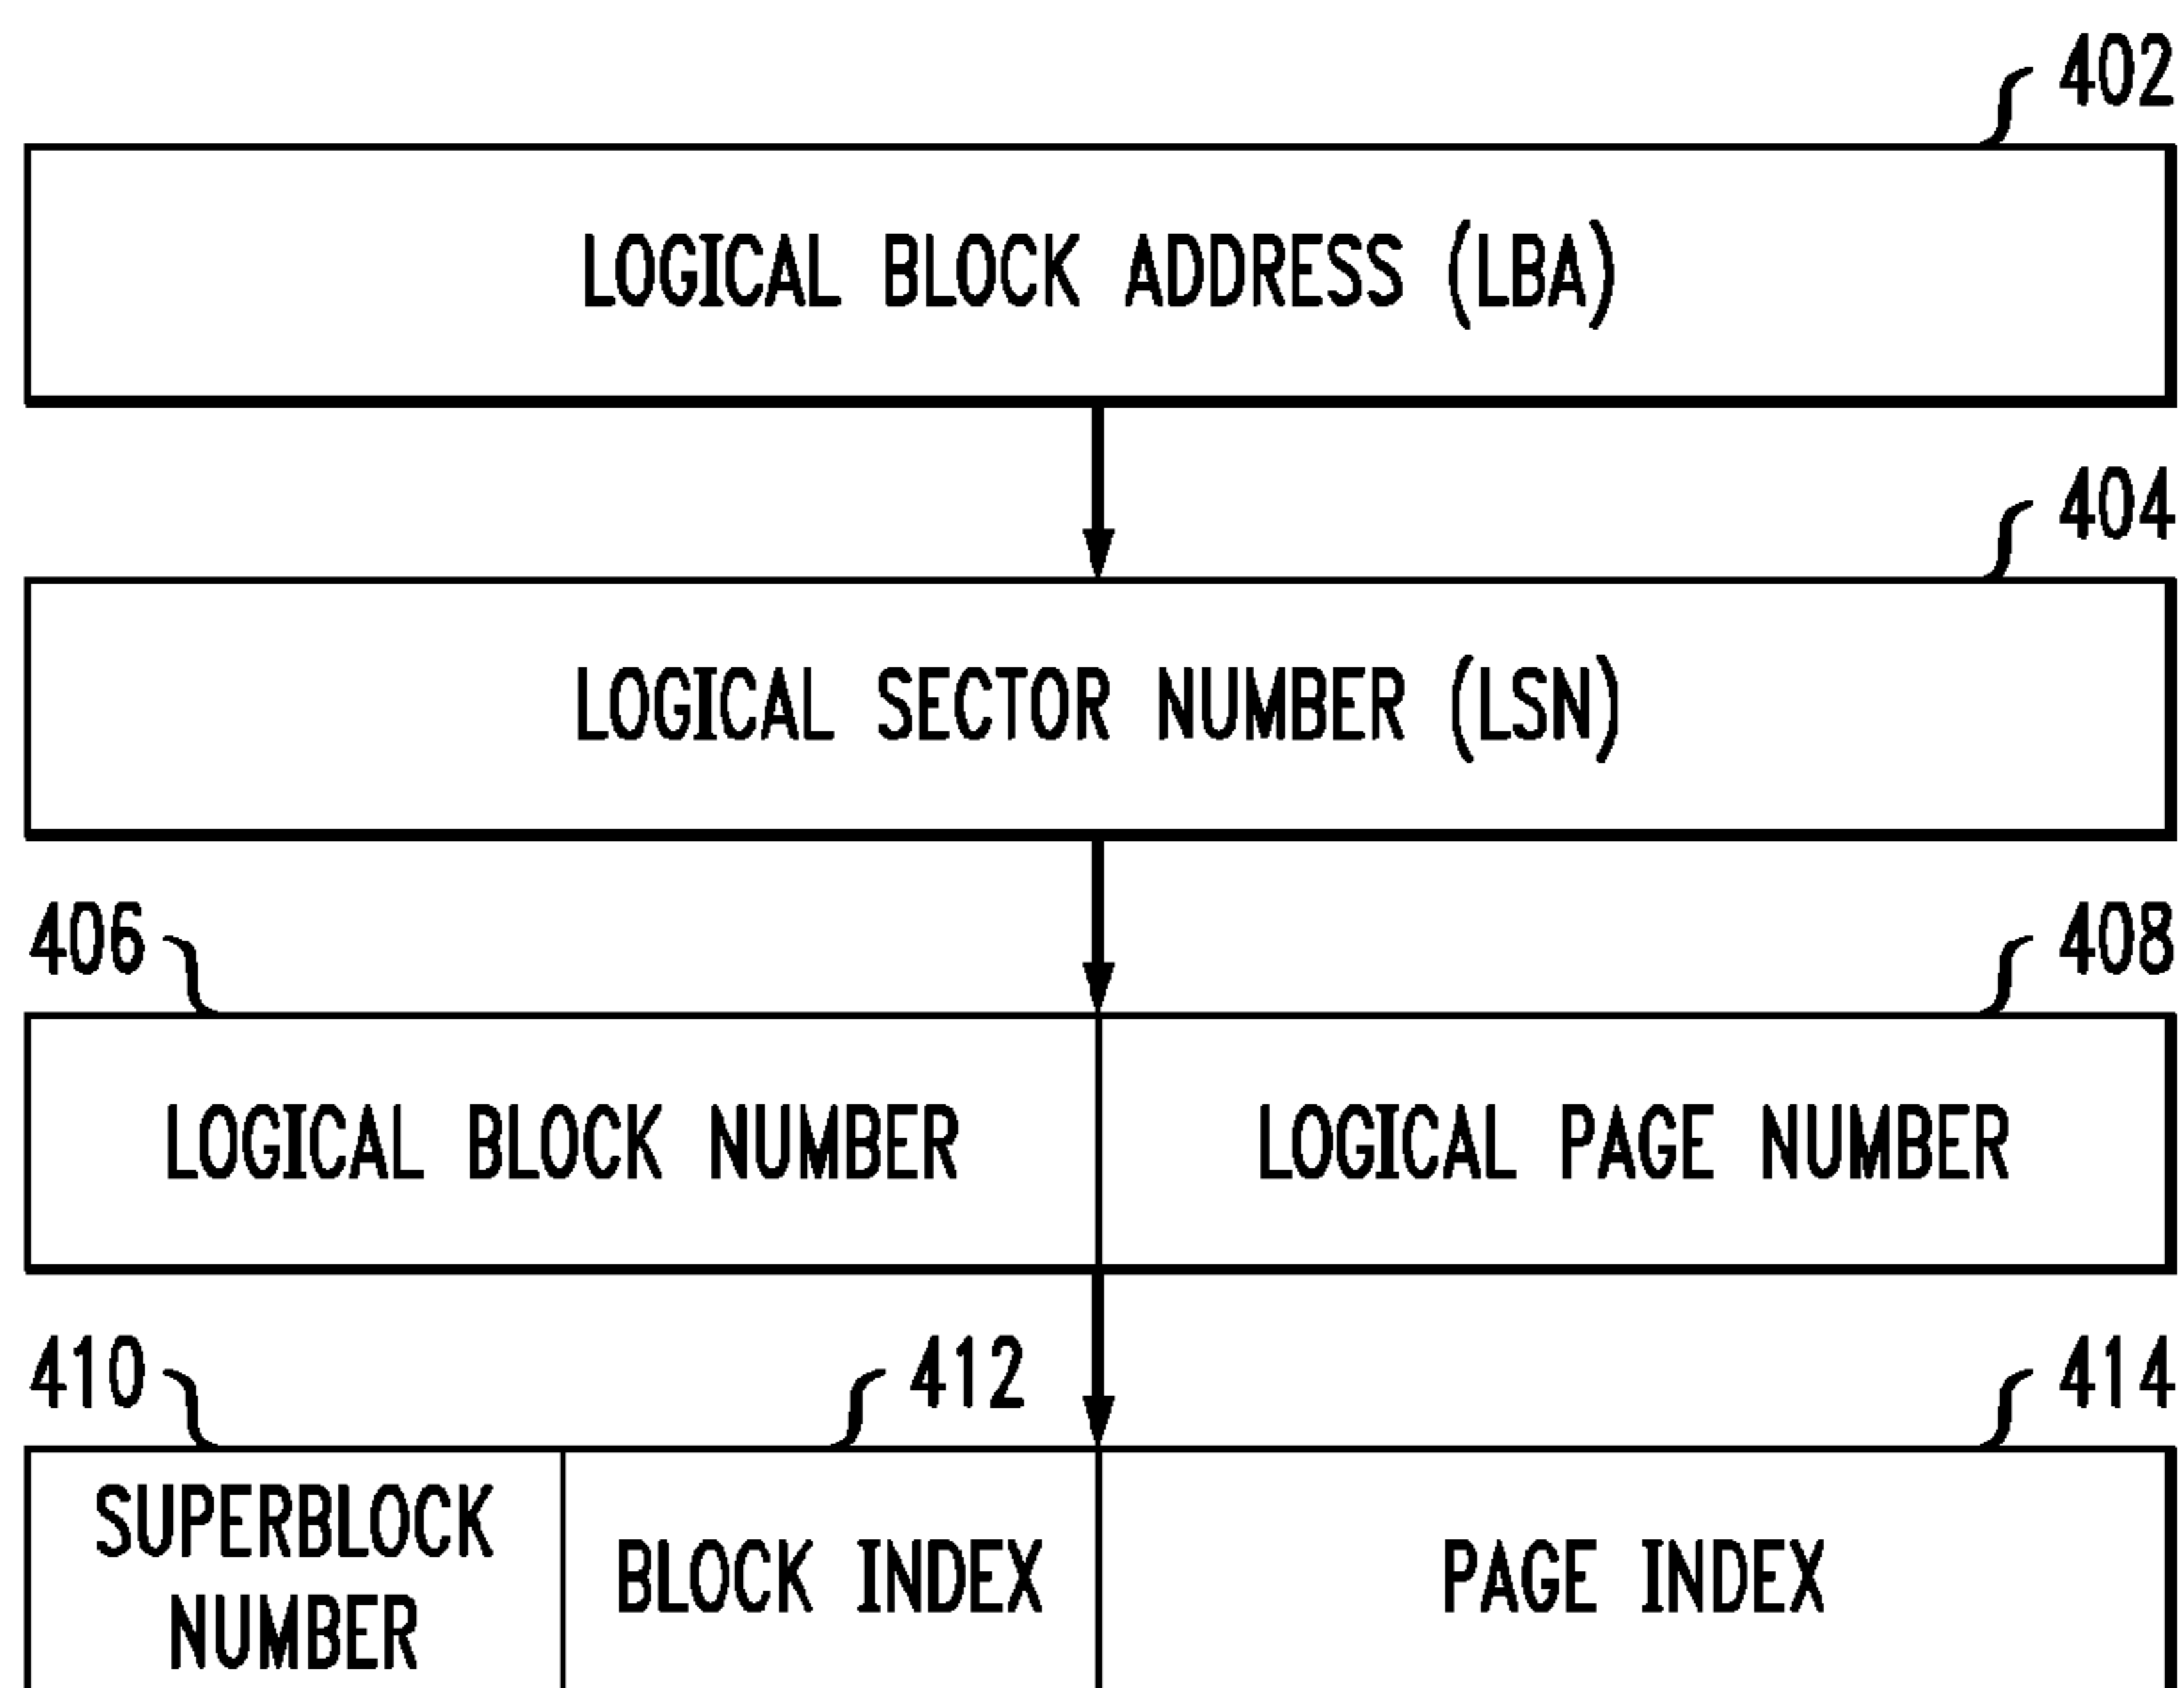 402
LOGICAL BLOCK ADDRESS (LBA)
404
LOGICAL SECTOR NUMBER (LSN)
406
408
LOGICAL BLOCK NUMBER
LOGICAL PAGE NUMBER
410
412
414
SUPERBLOCK
NUMBER
BLOCK INDEX
PAGE INDEX